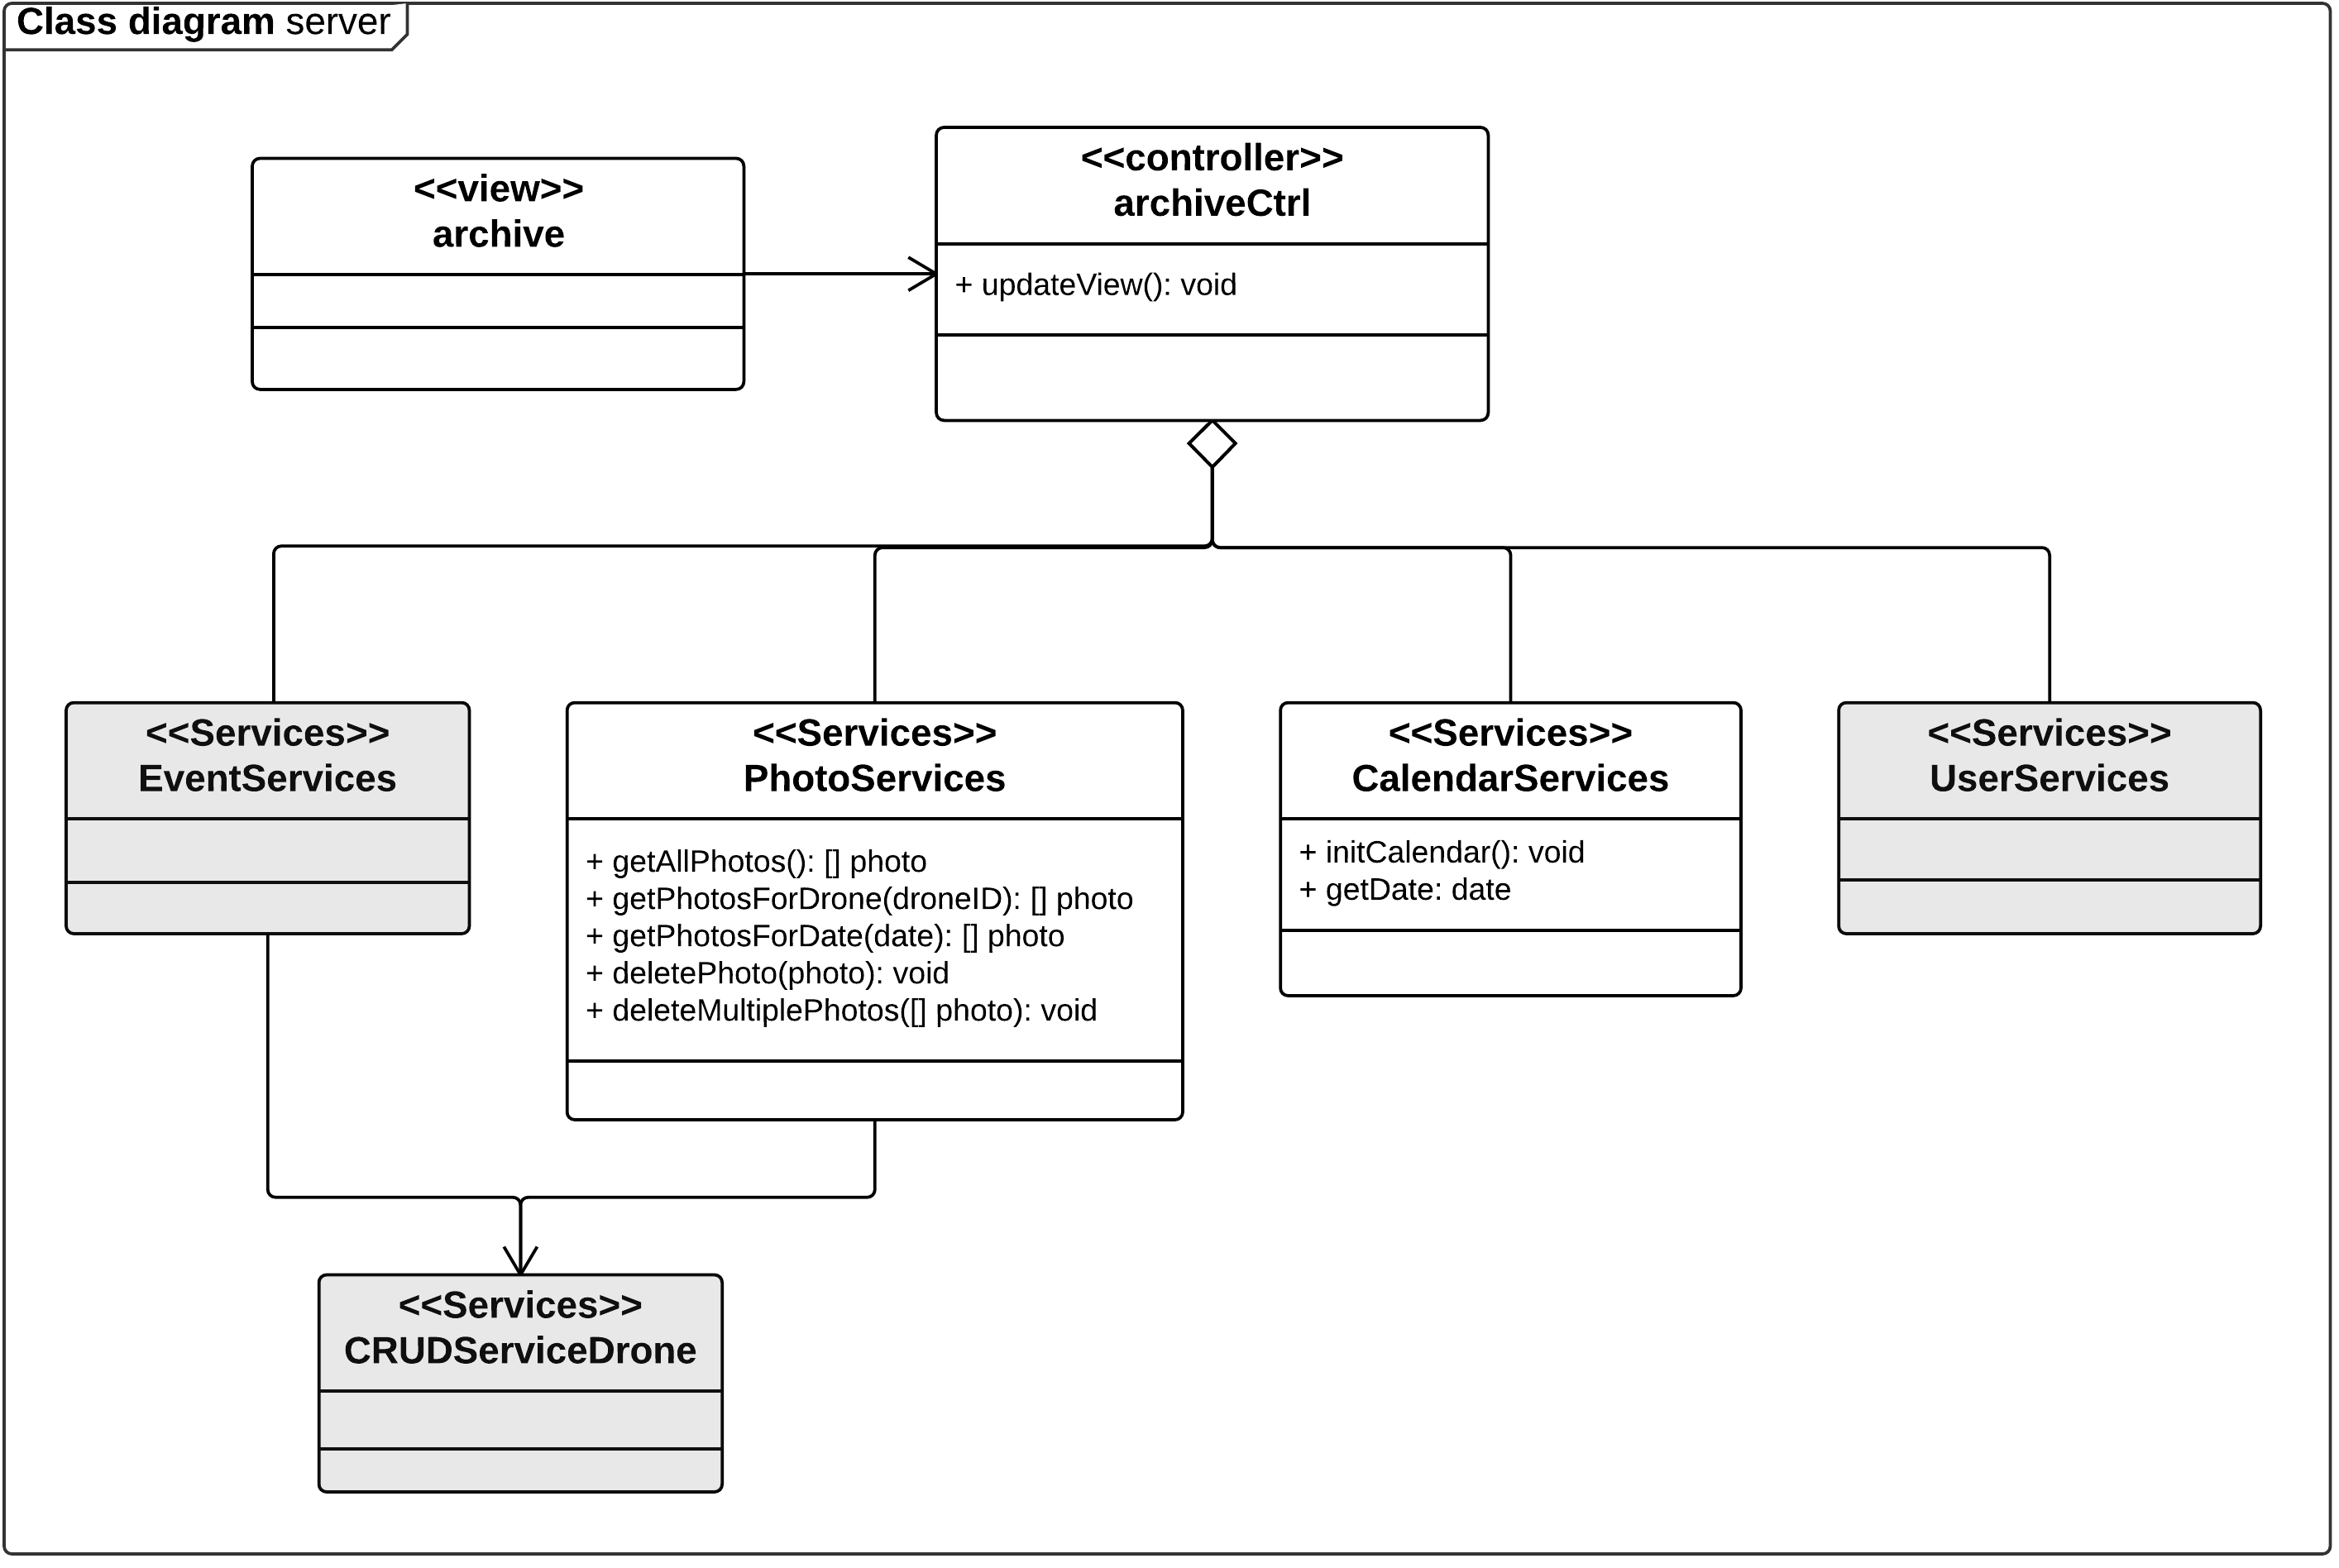 Class diagram server
<<view>>
archive
<<controller>>
archiveCtrl
+ updateView(): void
<<Services>>
EventServices
<<Services>>
PhotoServices
+ getAllPhotos(): [] photo
+ getPhotosForDrone(droneID): [] photo
+ getPhotosForDate(date): [] photo
+ deletePhoto(photo): void
+ deleteMultiplePhotos([] photo): void
<<Services>>
CalendarServices
+ initCalendar(): void
+ getDate: date
<<Services>>
UserServices
<<Services>>
CRUDServiceDrone